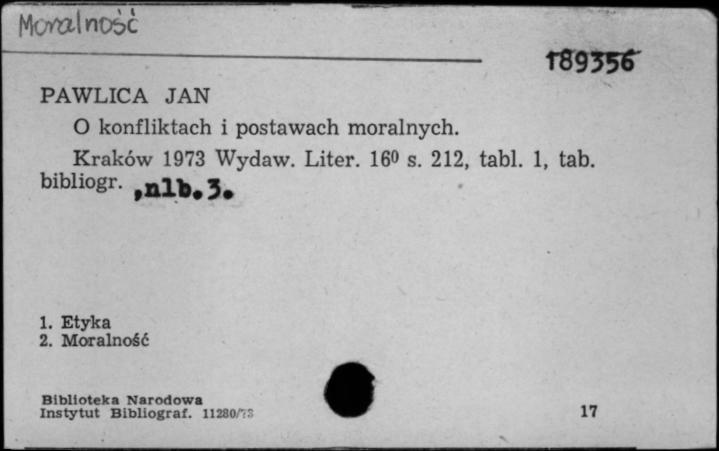 Moralność
189356
PAWLICA JAN
O konfliktach i postawach moralnych.
Kraków 1973 Wydaw. Liter. 16⁰ s. 212, tabl. 1, tab.
bibliogr. ,nlb.3.
1. Etyka
2. Moralność
Biblioteka Narodowa
Instytut Bibliograf. 11280/73
17